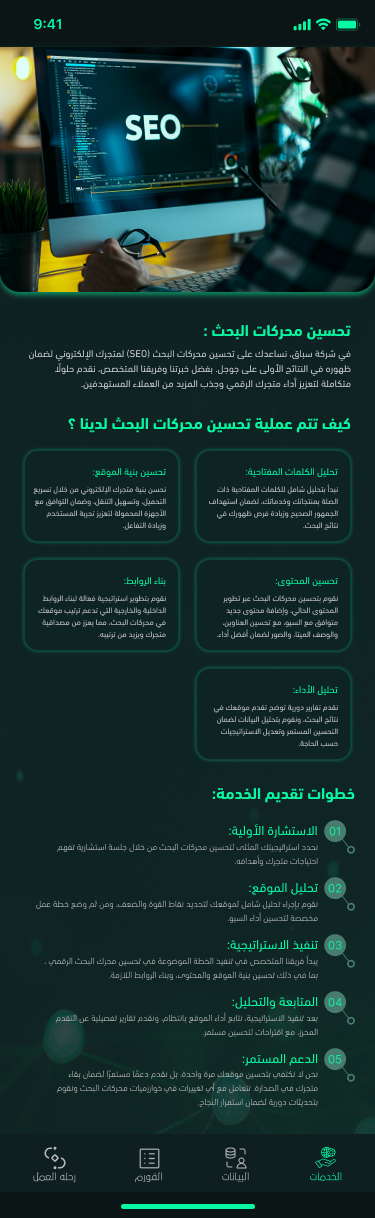 9:41
SEO
تحسين محركات البحث :
في شركة سباق، نساعدك على تحسين محركات البحث (SEO) لمتجرك الإلكتروني لضمان
ظهوره في النتائج الأولى على جوجل. بفضل خبرتنا وفريقنا المتخصص، نقدم حلولًا
متكاملة لتعزيز أداء متجرك الرقمي وجذب المزيد من العملاء المستهدفين.
كيف تتم عملية تحسين محركات البحث لدينا ؟
تحليل الكلمات المفتاحية:
نبدأ بتحليل شامل للكلمات المفتاحية ذات
الصلة بمنتجاتك وخدماتك، لضمان استهداف
الجمهور الصحيح وزيادة فرص ظهورك في
نتائج البحث.
تحسين بنية الموقع:
نحسن بنية متجرك الإلكتروني من خلال تسريع
التحميل، وتسهيل التنقل، وضمان التوافق مع
الأجهزة المحمولة لتعزيز تجربة المستخدم
وزيادة التفاعل.
تحسين المحتوى:
نقوم بتحسين محركات البحث عبر تطوير
المحتوى الحالي، وإضافة محتوى جديد
متوافق مع السيو، مع تحسين العناوين،
والوصف الميتا، والصور لضمان أفضل أداء.
بناء الروابط:
نقوم بتطوير استراتيجية فعالة لبناء الروابط
الداخلية والخارجية التي تدعم ترتيب موقعك
في محركات البحث، مما يعزز من مصداقية
متجرك ويزيد من ترتيبه.
تحليل الأداء:
نقدم تقارير دورية توضح تقدم موقعك في
نتائج البحث، ونقوم بتحليل البيانات لضمان
التحسين المستمر وتعديل الاستراتيجيات
حسب الحاجة.
خطوات تقديم الخدمة:
01
الاستشارة الأولية:
نحدد استراتيجيتك المثلى لتحسين محركات البحث من خلال جلسة استشارية تفهم
احتياجات متجرك وأهدافه.
02
تحليل الموقع:
نقوم بإجراء تحليل شامل لموقعك لتحديد نقاط القوة والضعف، ومن ثم وضع خطة عمل
مخصصة لتحسين أداء السيو.
03
تنفيذ الاستراتيجية:
يبدأ فريقنا المتخصص في تنفيذ الخطة الموضوعة في تحسين محرك البحث الرقمي ،
بما في ذلك تحسين بنية الموقع والمحتوى، وبناء الروابط اللازمة.
04
المتابعة والتحليل:
بعد تنفيذ الاستراتيجية، نتابع أداء الموقع بانتظام، ونقدم تقارير تفصيلية عن التقدم
المحرز، مع اقتراحات لتحسين مستمر.
05
الدعم المستمر:
نحن لا نكتفي بتحسين موقعك مرة واحدة، بل نقدم دعمًا مستمرًا لضمان بقاء
متجرك في الصدارة. نتعامل مع أي تغييرات في خوارزميات محركات البحث ونقوم
بتحديثات دورية لضمان استمرار النجاح.
الخدمات
البيانات
الفورم
رحله العمل